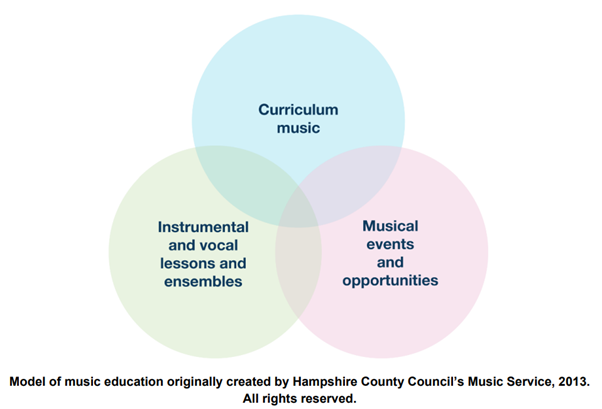 Curriculum
music
Instrumental
and vocal
lessons and
ensembles
Musical
events
and
opportunities
Model of music education originally created by Hampshire County Council’s Music Service, 2013.
All rights reserved.